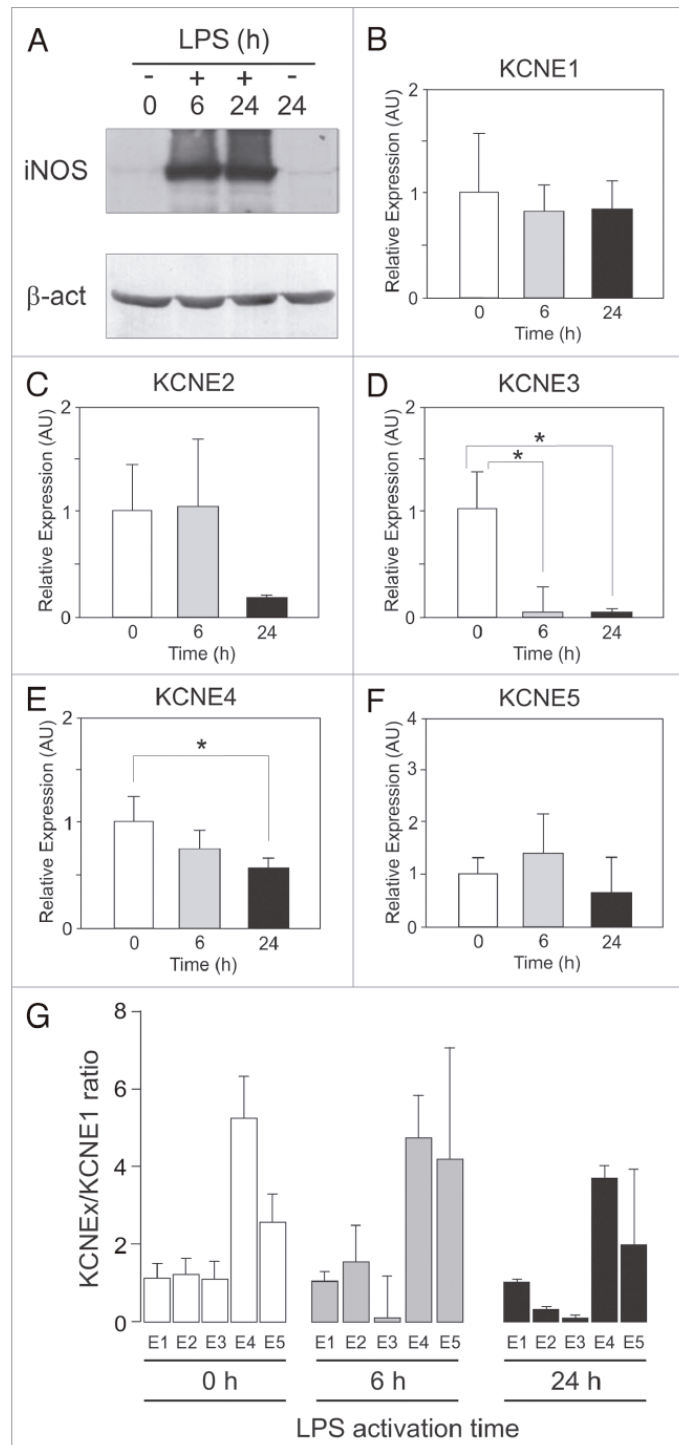 A
LPS (h)
- + + -
0 6 24 24
iNOS
β-act
B
KCNE1
Relative Expression (AU)
2
1
0
0 6 24
Time (h)
C
KCNE2
Relative Expression (AU)
2
1
0
0 6 24
Time (h)
D
KCNE3
Relative Expression (AU)
2
1
0
*
*
0 6 24
Time (h)
E
KCNE4
Relative Expression (AU)
2
1
0
*
0 6 24
Time (h)
F
KCNE5
Relative Expression (AU)
4
3
2
1
0
0 6 24
Time (h)
G
KCNEx/KCNE1 ratio
8
6
4
2
0
E1 E2 E3 E4 E5 E1 E2 E3 E4 E5 E1 E2 E3 E4 E5
0 h 6 h 24 h
LPS activation time